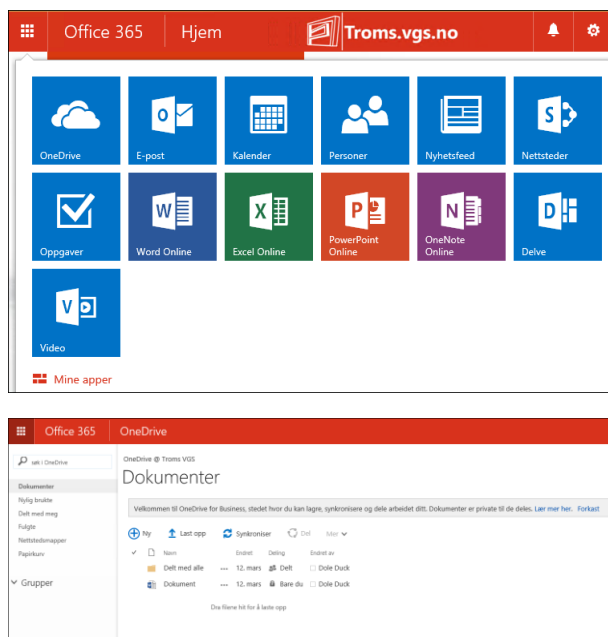 Office 365 Hjem Troms.vgs.no
OneDrive E-post Kalender Personer Nyhetsfeed Nettsteder
Oppgaver Word Online Excel Online PowerPoint Online OneNote Online Delve
Video
Mine apper
Office 365 OneDrive
søk i OneDrive
OneDrive @ Troms VGS
Dokumenter
Dokumenter
Nylig brukte
Delt med meg
Fulgte
Nettstedsmapper
Papirkurv
Grupper
Velkommen til OneDrive for Business, stedet hvor du kan lagre, synkronisere og dele arbeidet ditt. Dokumenter er private til de deles. Lær mer her. Forkast
Ny Last opp Synkroniser Del Mer
Navn Endret Deling Endret av
Delt med alle ... 12. mars Delt Dole Duck
Dokument ... 12. mars Bare du Dole Duck
Dra filene hit for å laste opp